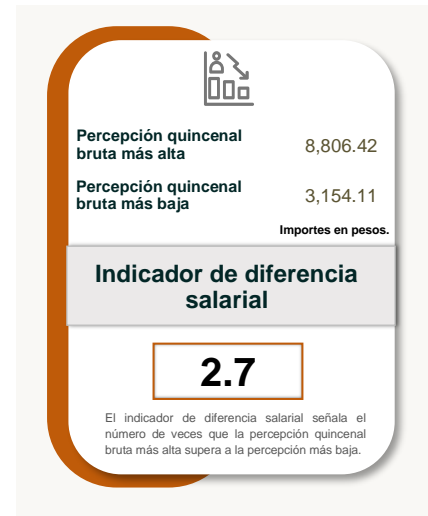 Percepción quincenal
bruta más alta
8,806.42
Percepción quincenal
bruta más baja
3,154.11
Importes en pesos.
Indicador de diferencia
salarial
2.7
El indicador de diferencia salarial señala el
número de veces que la percepción quincenal
bruta más alta supera a la percepción más baja.